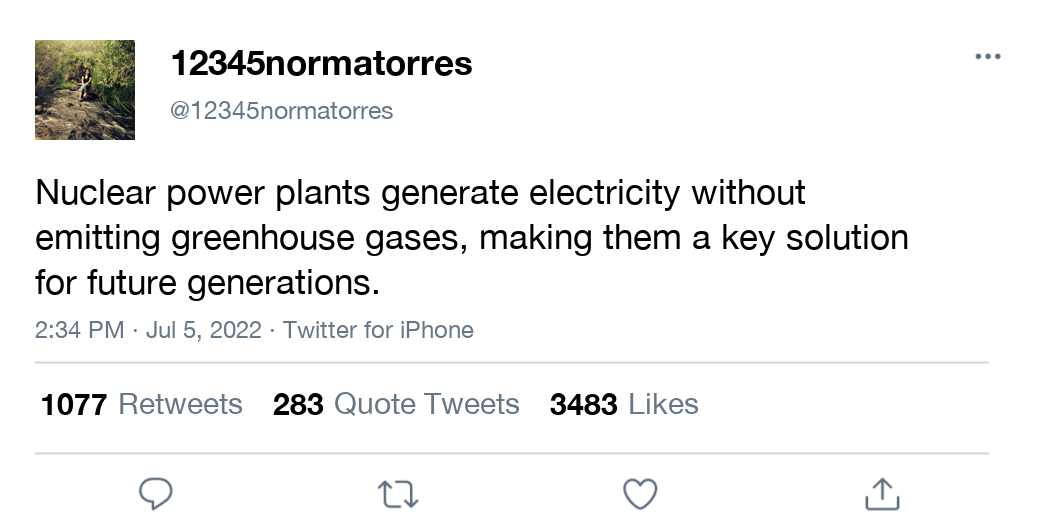 12345normatorres
@12345normatorres
Nuclear power plants generate electricity without
emitting greenhouse gases, making them a key solution
for future generations.
2:34 PM · Jul 5, 2022 · Twitter for iPhone
1077 Retweets 283 Quote Tweets 3483 Likes